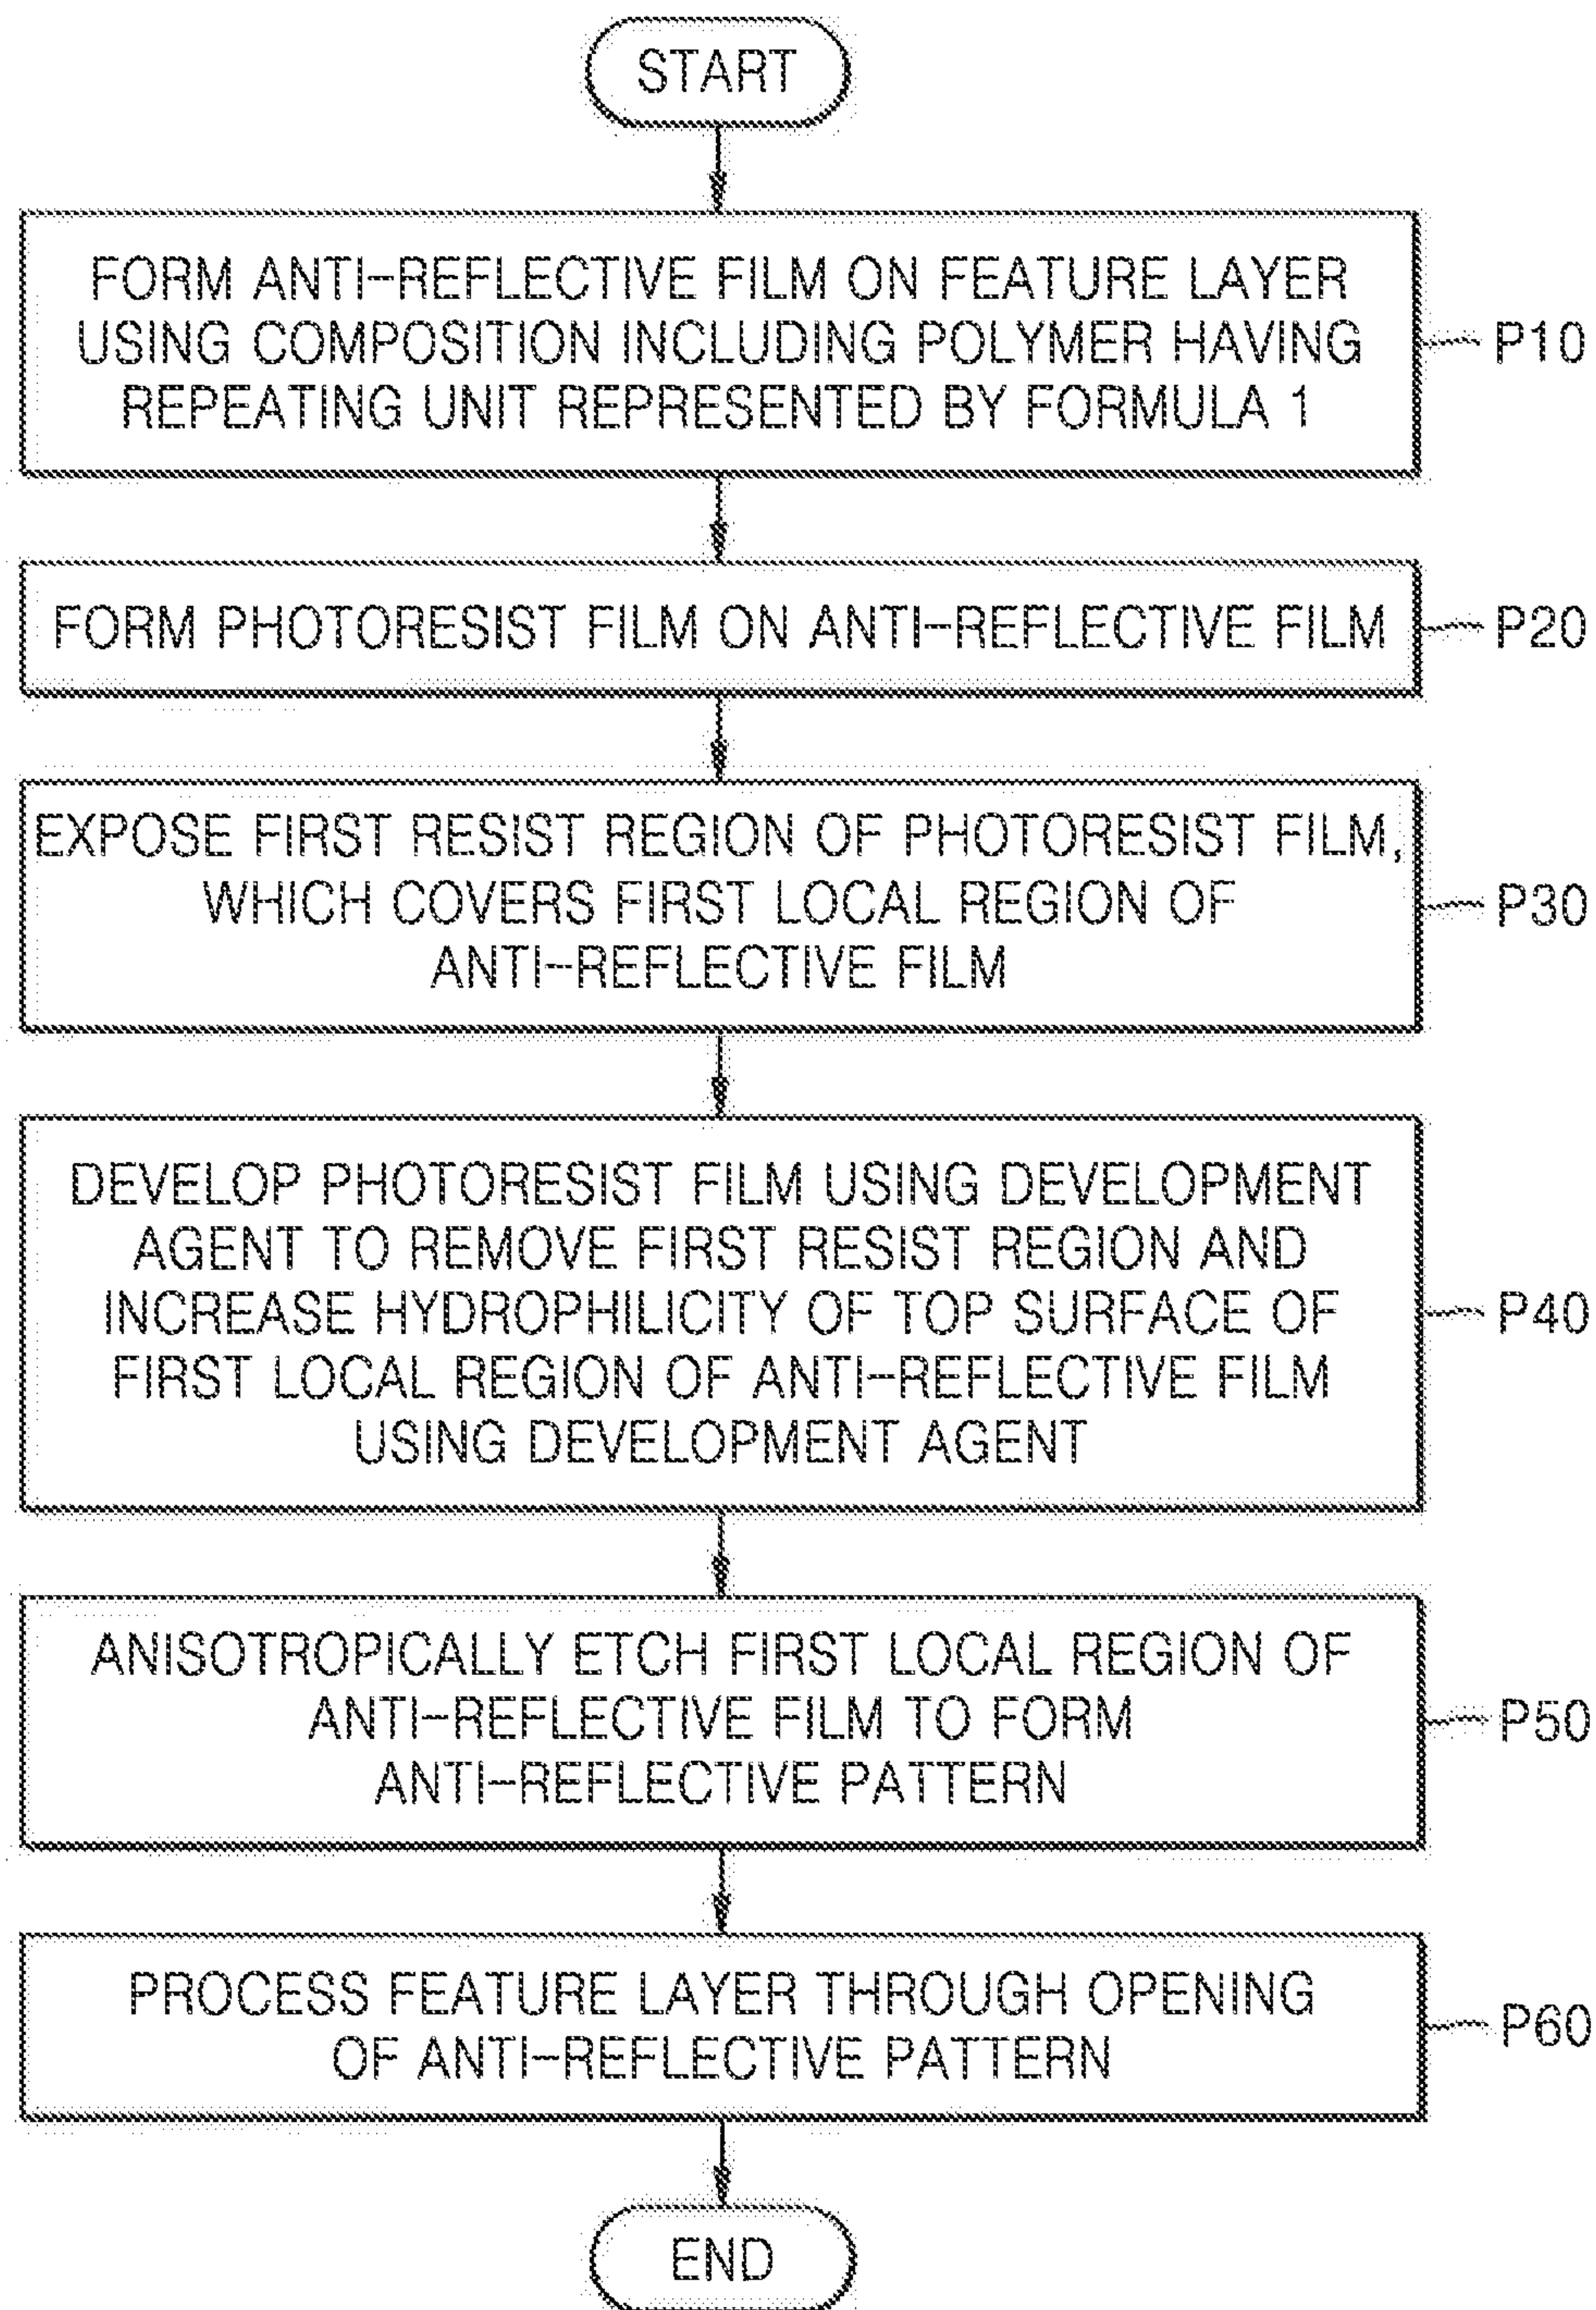 START
FORM ANTI-REFLECTIVE FILM ON FEATURE LAYER
USING COMPOSITION INCLUDING POLYMER HAVING
REPEATING UNIT REPRESENTED BY FORMULA 1
P10
FORM PHOTORESIST FILM ON ANTI-REFLECTIVE FILM
P20
EXPOSE FIRST RESIST REGION OF PHOTORESIST FILM,
WHICH COVERS FIRST LOCAL REGION OF
ANTI-REFLECTIVE FILM
P30
DEVELOP PHOTORESIST FILM USING DEVELOPMENT
AGENT TO REMOVE FIRST RESIST REGION AND
INCREASE HYDROPHILICITY OF TOP SURFACE OF
FIRST LOCAL REGION OF ANTI-REFLECTIVE FILM
USING DEVELOPMENT AGENT
P40
ANISOTROPICALLY ETCH FIRST LOCAL REGION OF
ANTI-REFLECTIVE FILM TO FORM
ANTI-REFLECTIVE PATTERN
P50
PROCESS FEATURE LAYER THROUGH OPENING
OF ANTI-REFLECTIVE PATTERN
P60
END